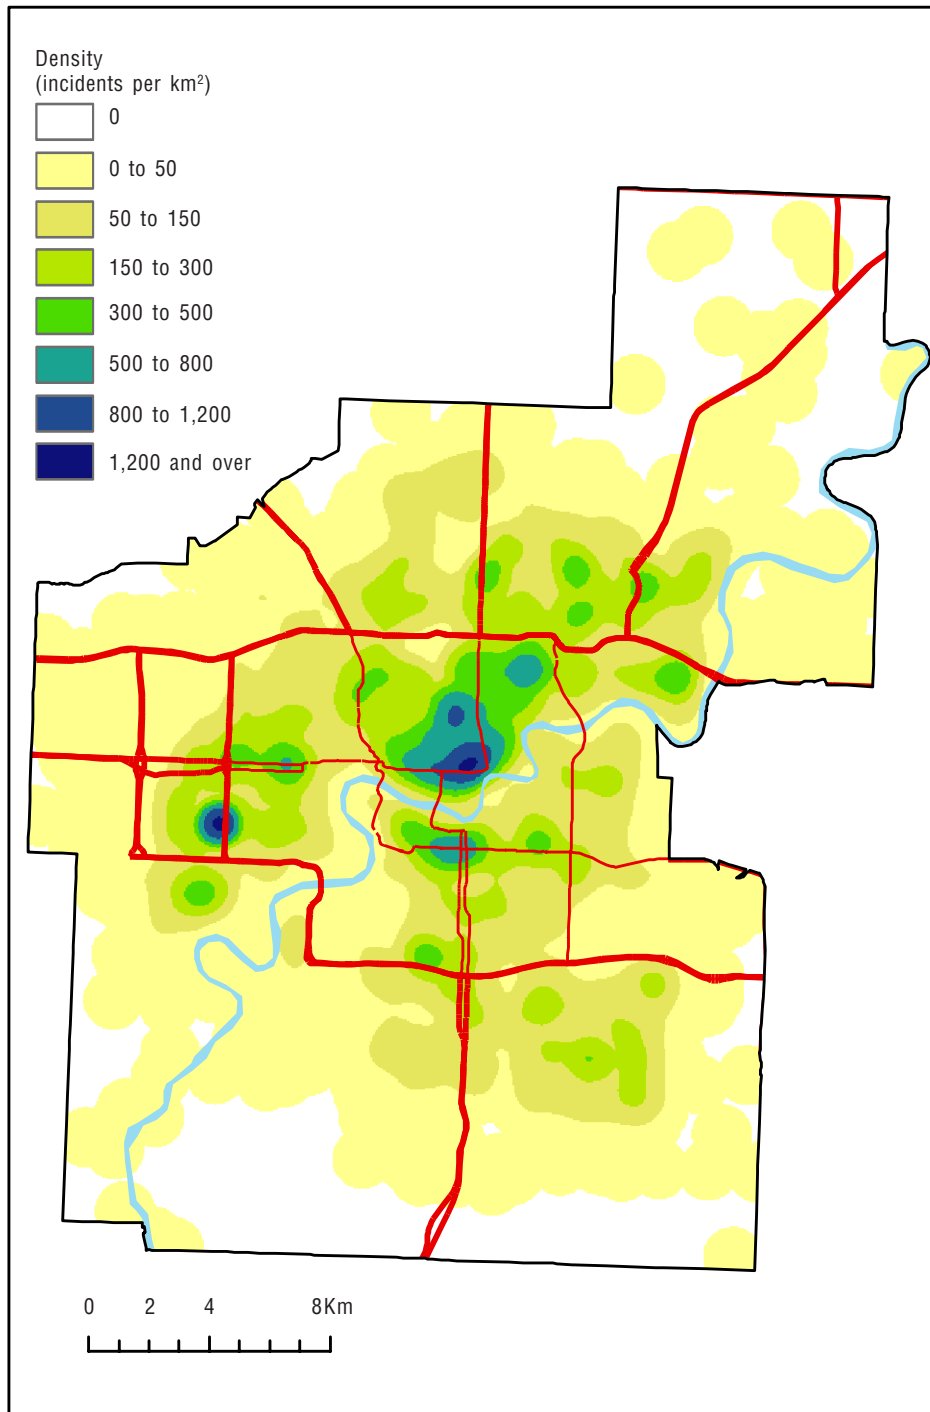 Density
(incidents per km²)
0
0 to 50
50 to 150
150 to 300
300 to 500
500 to 800
800 to 1,200
1,200 and over
0 2 4 8Km